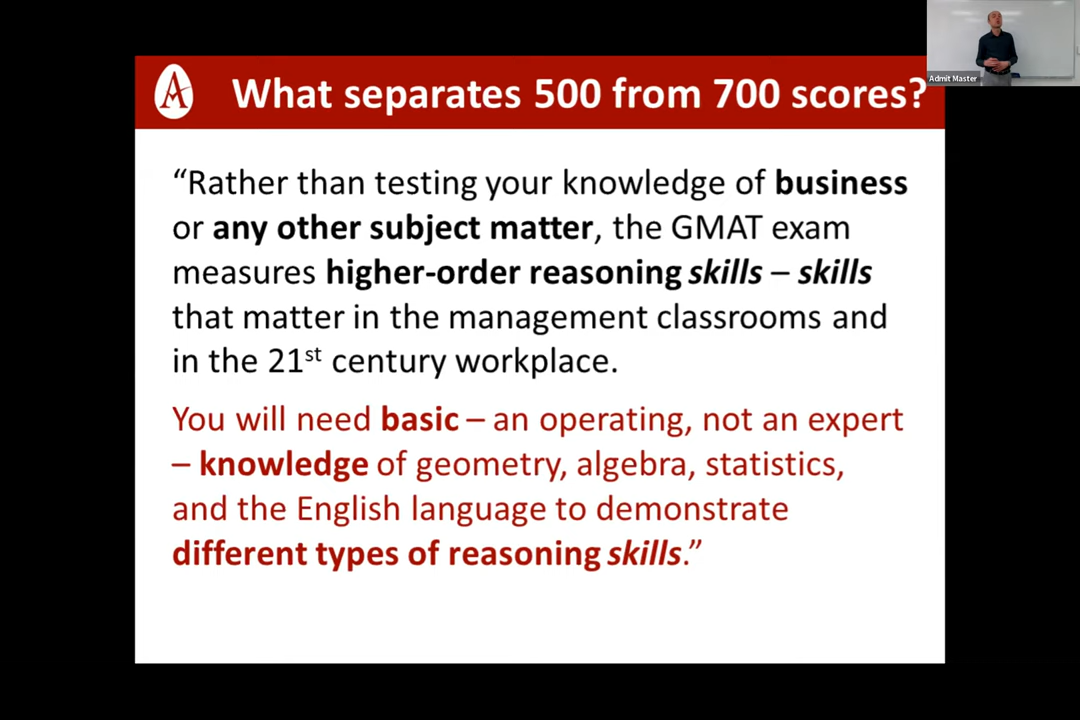 What separates 500 from 700 scores?
Admit Master
“Rather than testing your knowledge of business
or any other subject matter, the GMAT exam
measures higher-order reasoning skills – skills
that matter in the management classrooms and
in the 21st century workplace.
You will need basic – an operating, not an expert
– knowledge of geometry, algebra, statistics,
and the English language to demonstrate
different types of reasoning skills.”